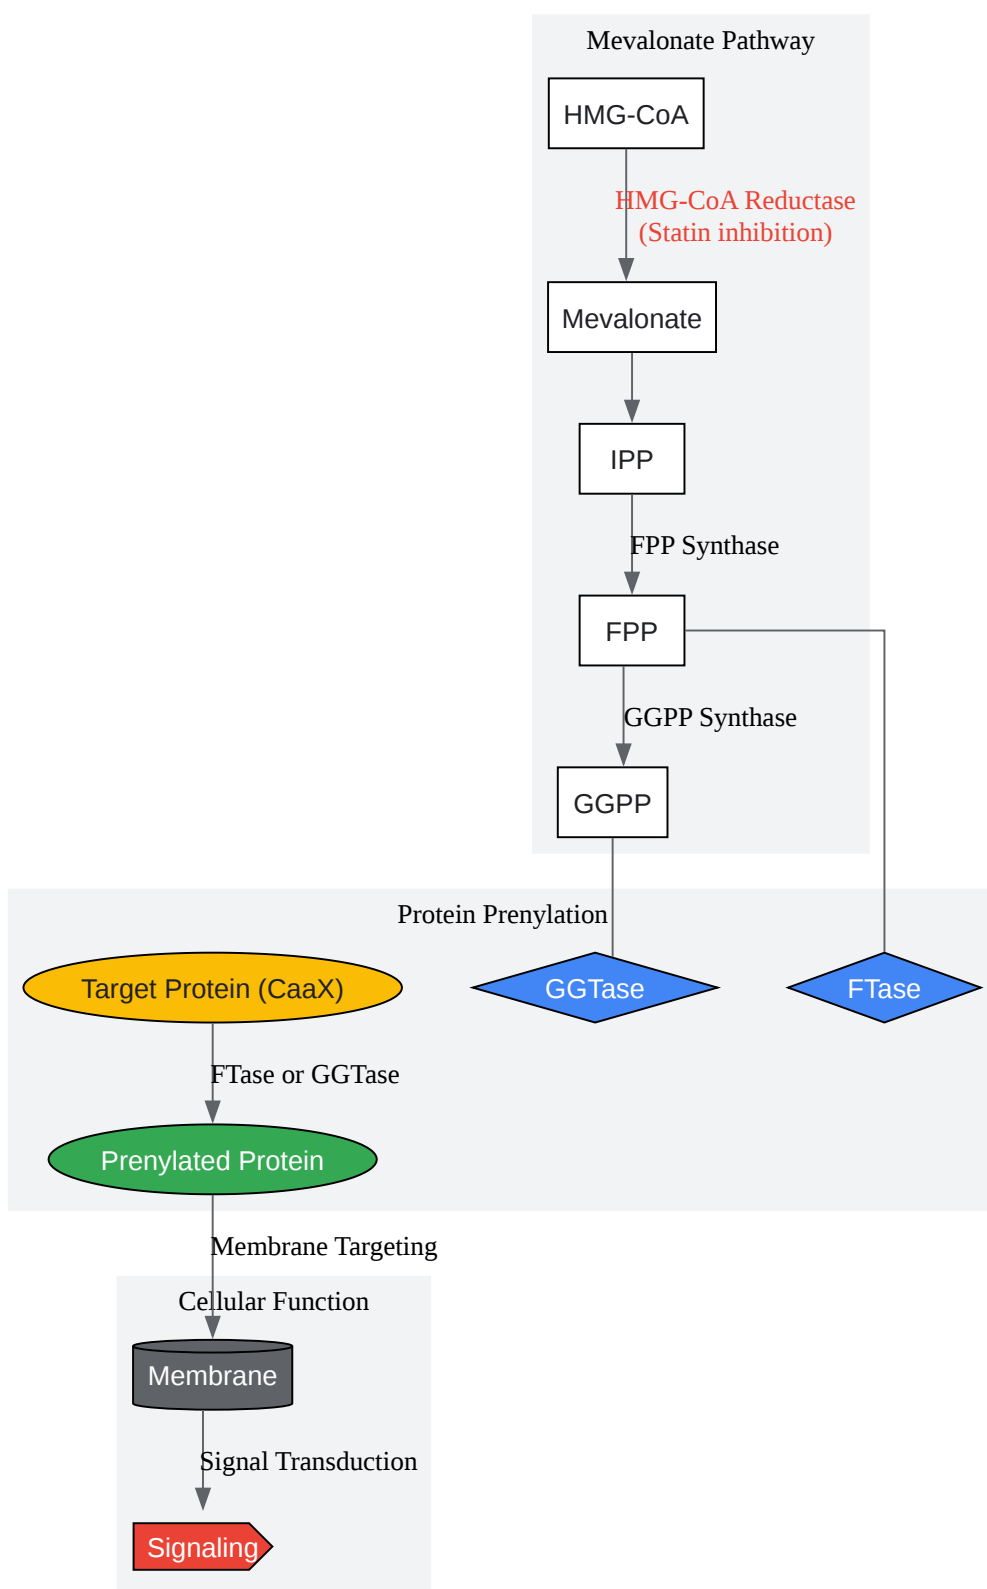 Mevalonate Pathway
HMG-CoA
HMG-CoA Reductase
(Statin inhibition)
Mevalonate
IPP
FPP Synthase
FPP
GGPP Synthase
GGPP
Protein Prenylation
Target Protein (CaaX)
GGTase
FTase
FTase or GGTase
Prenylated Protein
Membrane Targeting
Cellular Function
Membrane
Signal Transduction
Signaling